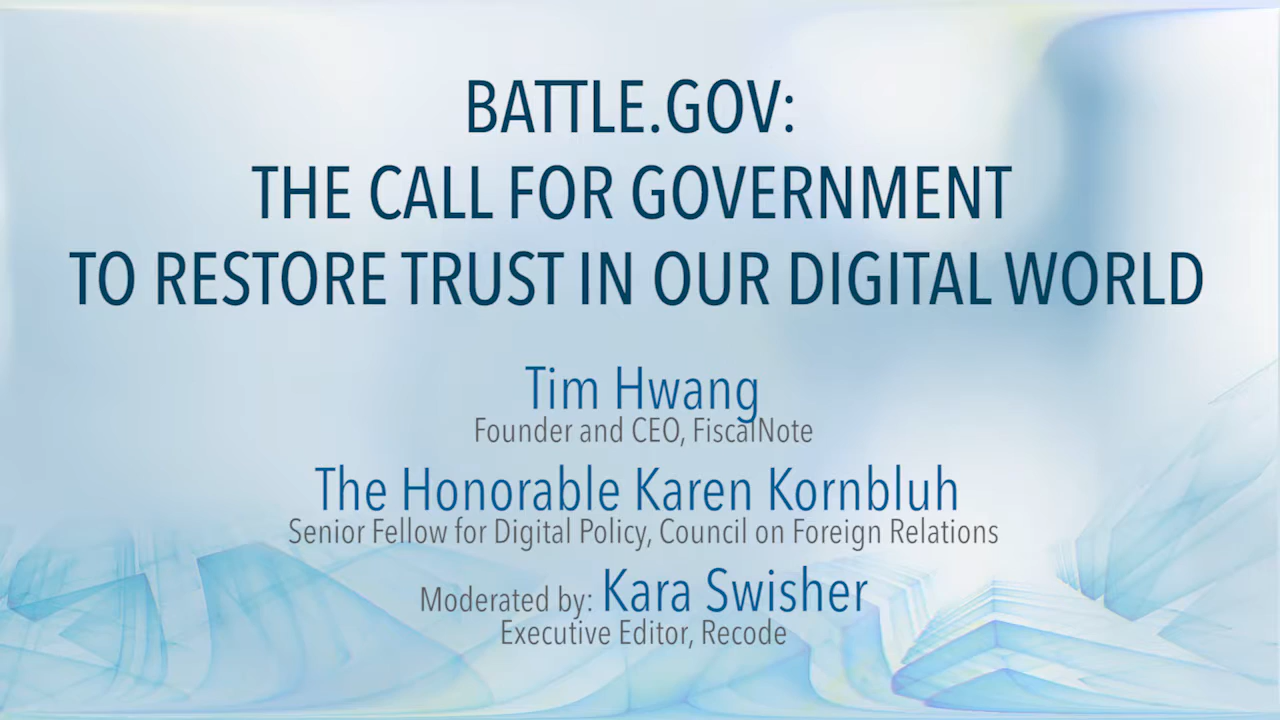 BATTLE.GOV:
THE CALL FOR GOVERNMENT
TO RESTORE TRUST IN OUR DIGITAL WORLD
Tim Hwang
Founder and CEO, FiscalNote
The Honorable Karen Kornbluh
Senior Fellow for Digital Policy, Council on Foreign Relations
Moderated by: Kara Swisher
Executive Editor, Recode